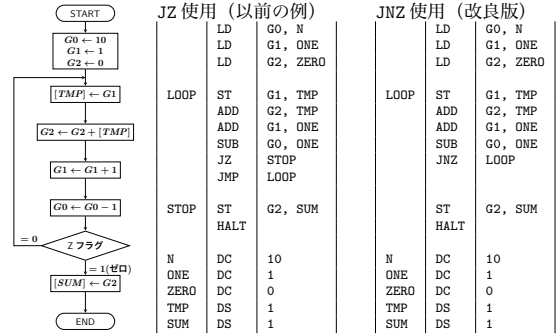 START
G0 ← 10
G1 ← 1
G2 ← 0
[TMP] ← G1
G2 ← G2 + [TMP]
G1 ← G1 + 1
G0 ← G0 − 1
= 0
Z フラグ
= 1(ゼロ)
[SUM] ← G2
END
JZ 使用（以前の例）
LD G0, N
LD G1, ONE
LD G2, ZERO
LOOP ST G1, TMP
ADD G2, TMP
ADD G1, ONE
SUB G0, ONE
JZ STOP
JMP LOOP
STOP ST G2, SUM
HALT
N DC 10
ONE DC 1
ZERO DC 0
TMP DS 1
SUM DS 1
JNZ 使用（改良版）
LD G0, N
LD G1, ONE
LD G2, ZERO
LOOP ST G1, TMP
ADD G2, TMP
ADD G1, ONE
SUB G0, ONE
JNZ LOOP
ST G2, SUM
HALT
N DC 10
ONE DC 1
ZERO DC 0
TMP DS 1
SUM DS 1